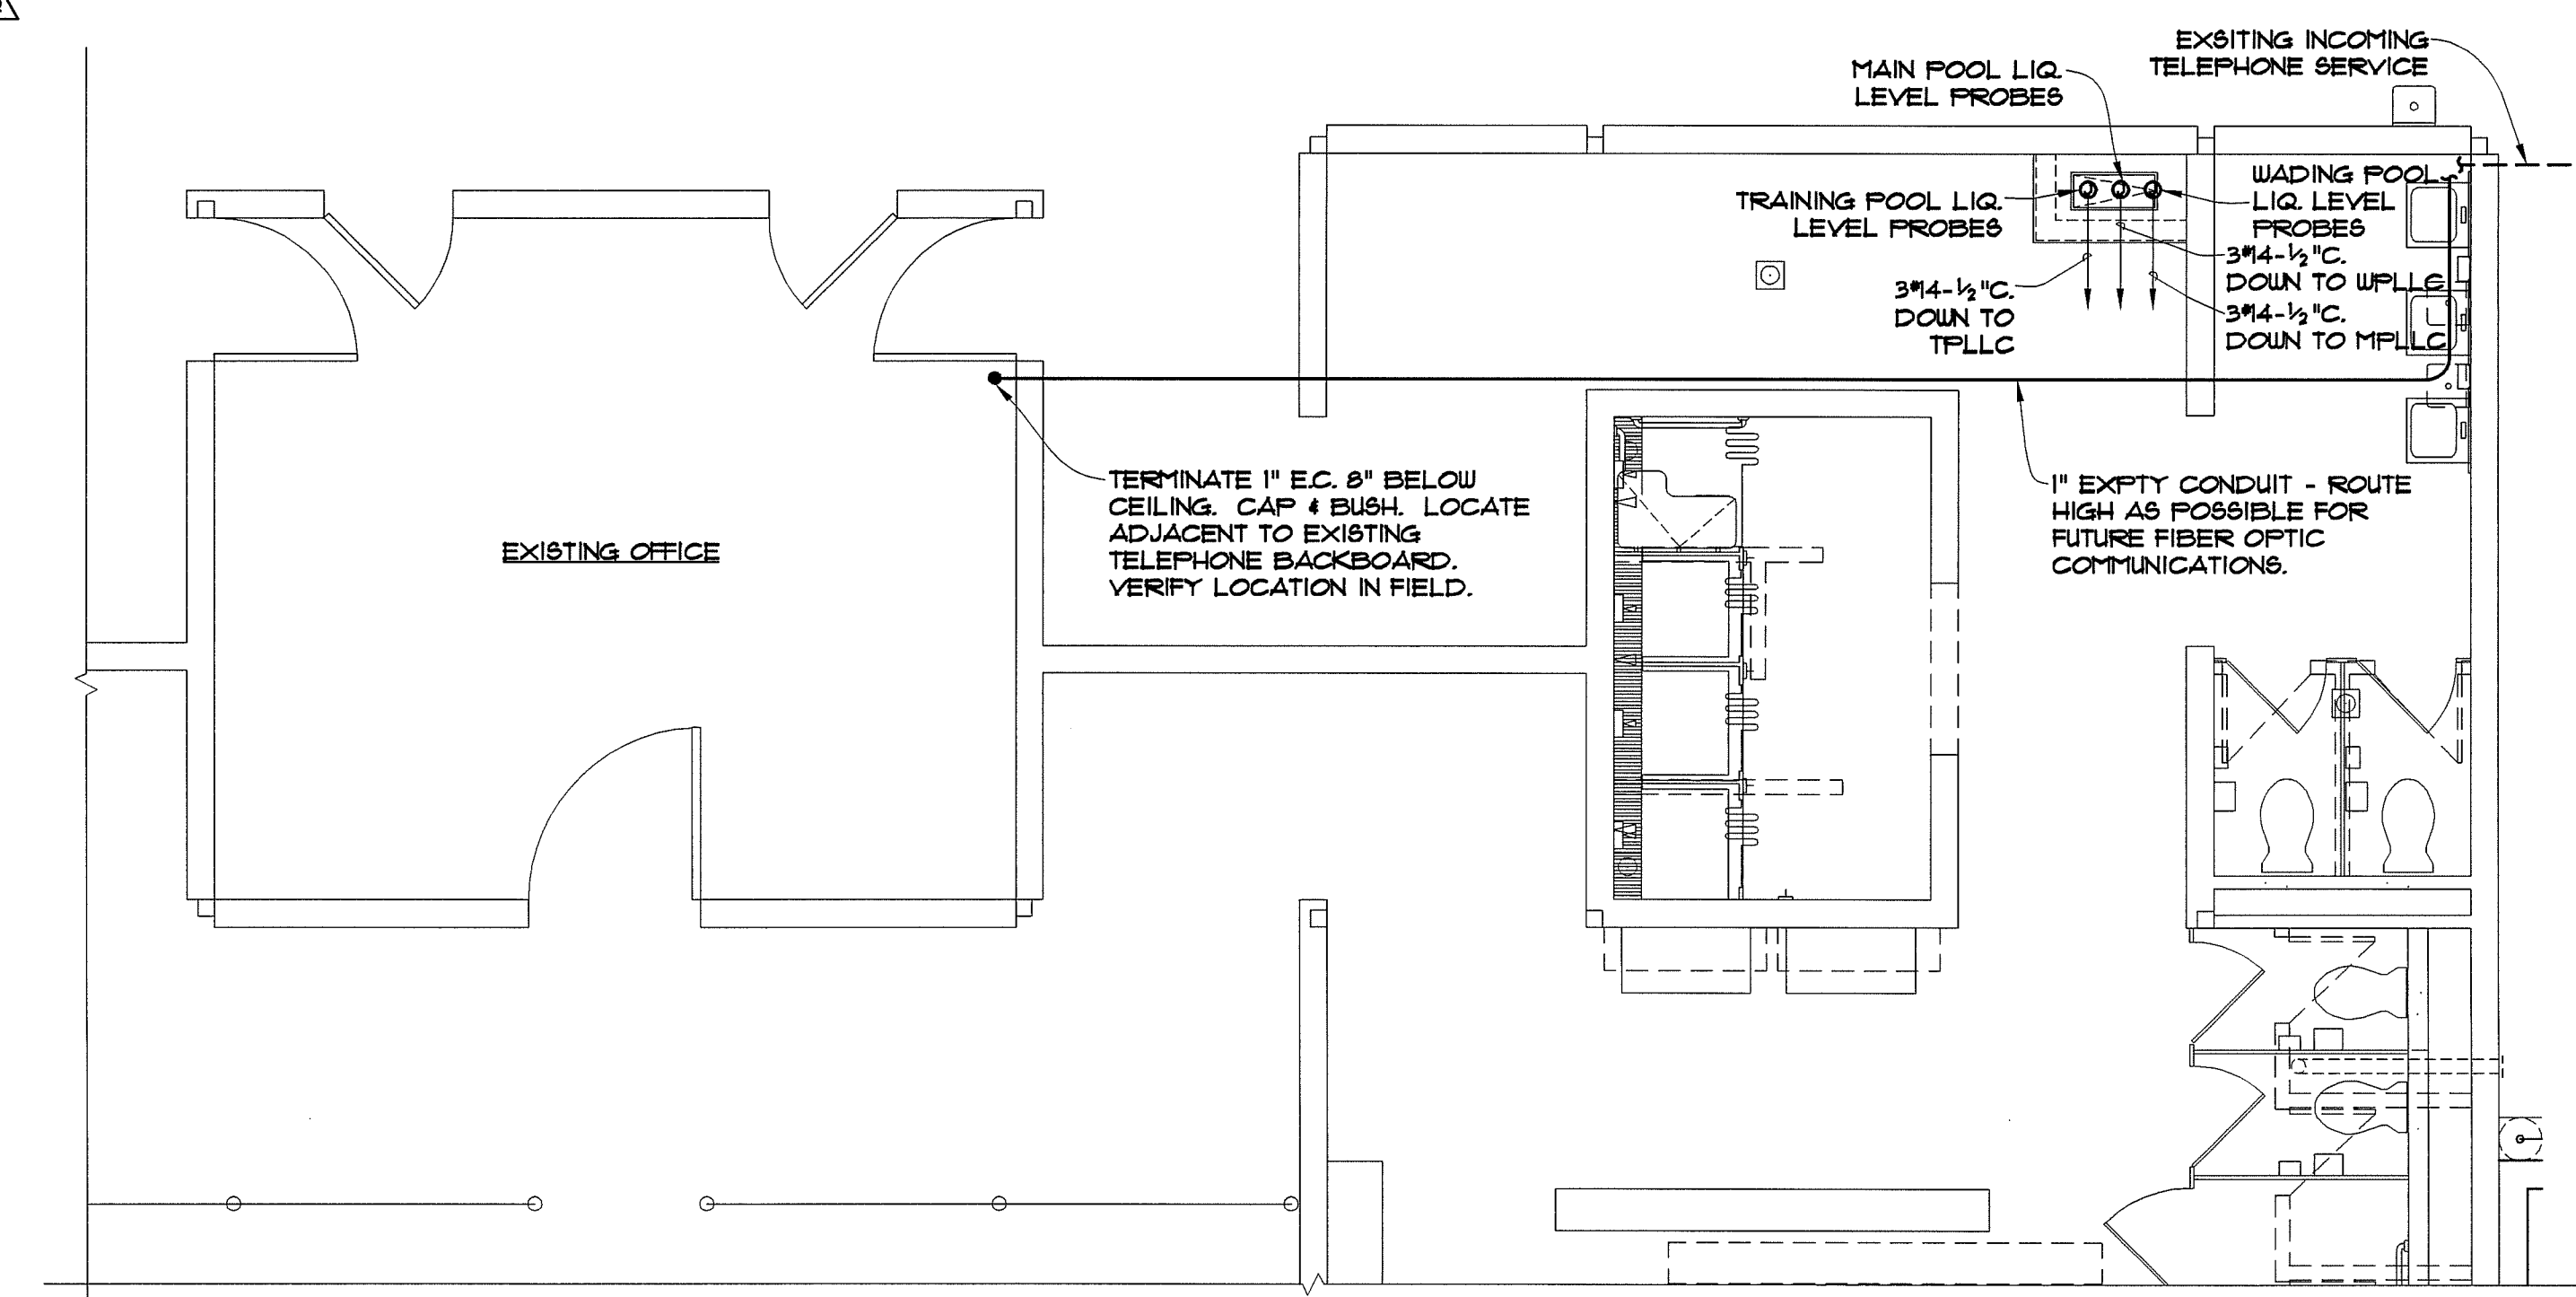 EXSITING INCOMING
TELEPHONE SERVICE
MAIN POOL LIQ.
LEVEL PROBES
TRAINING POOL LIQ.
LEVEL PROBES
WADING POOL
LIQ. LEVEL
PROBES
3#14-1/2"C.
DOWN TO WPLLC
3#14-1/2"C.
DOWN TO MPLLC
3#14-1/2"C.
DOWN TO
TPLLC
TERMINATE 1" E.C. 8" BELOW
CEILING. CAP & BUSH. LOCATE
ADJACENT TO EXISTING
TELEPHONE BACKBOARD.
VERIFY LOCATION IN FIELD.
1" EXPTY CONDUIT - ROUTE
HIGH AS POSSIBLE FOR
FUTURE FIBER OPTIC
COMMUNICATIONS.
EXISTING OFFICE